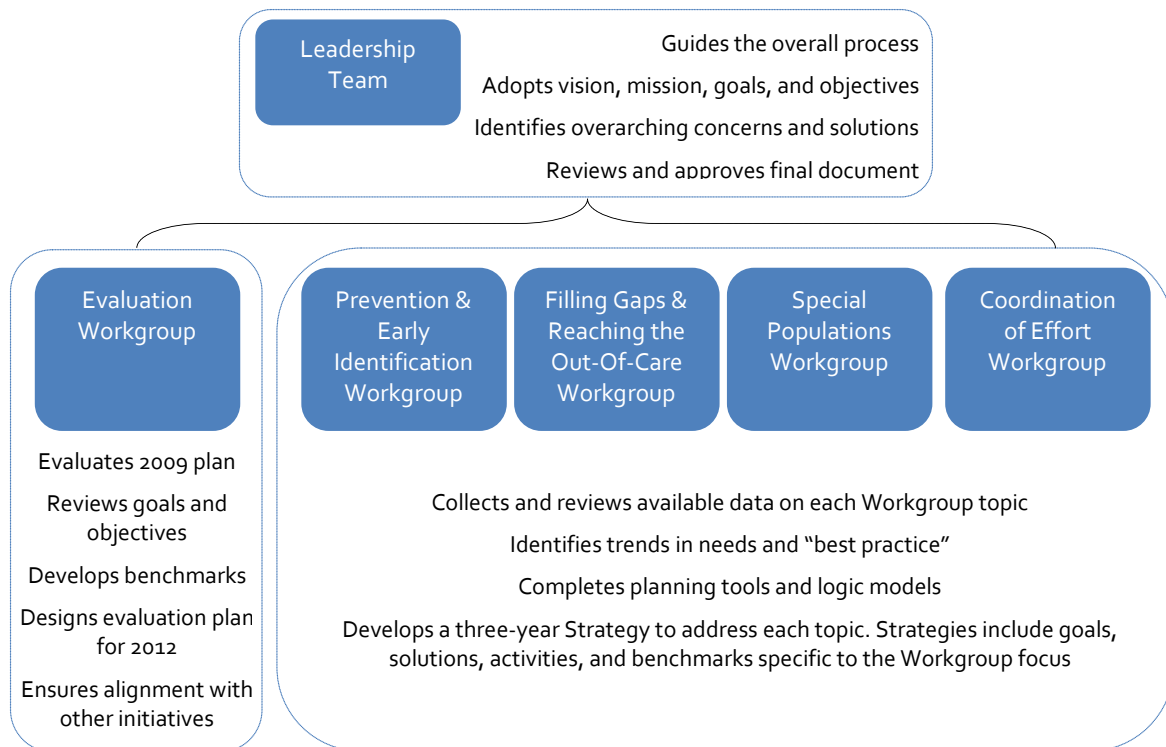 Leadership
Team
Guides the overall process
Adopts vision, mission, goals, and objectives
Identifies overarching concerns and solutions
Reviews and approves final document
Evaluation
Workgroup
Evaluates 2009 plan
Reviews goals and
objectives
Develops benchmarks
Designs evaluation plan
for 2012
Ensures alignment with
other initiatives
Prevention &
Early
Identification
Workgroup
Filling Gaps &
Reaching the
Out-Of-Care
Workgroup
Special
Populations
Workgroup
Coordination
of Effort
Workgroup
Collects and reviews available data on each Workgroup topic
Identifies trends in needs and “best practice”
Completes planning tools and logic models
Develops a three-year Strategy to address each topic. Strategies include goals,
solutions, activities, and benchmarks specific to the Workgroup focus